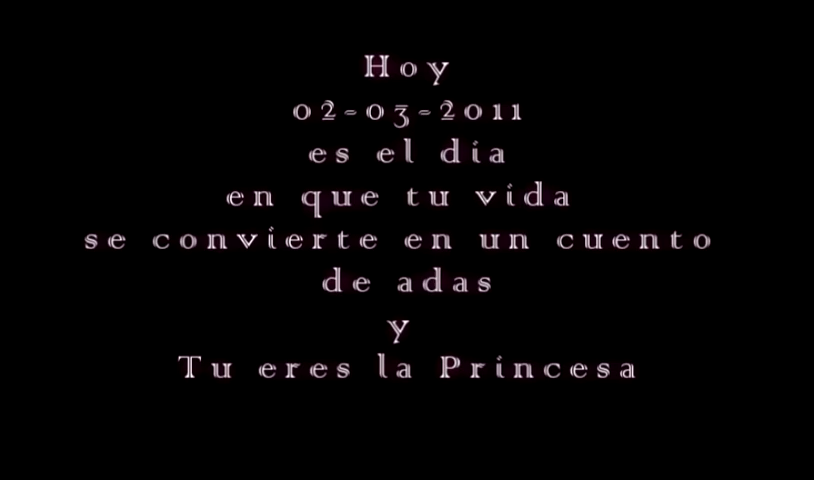 Hoy
02-03-2011
es el dia
en que tu vida
se convierte en un cuento
de adas
y
Tu eres la Princesa